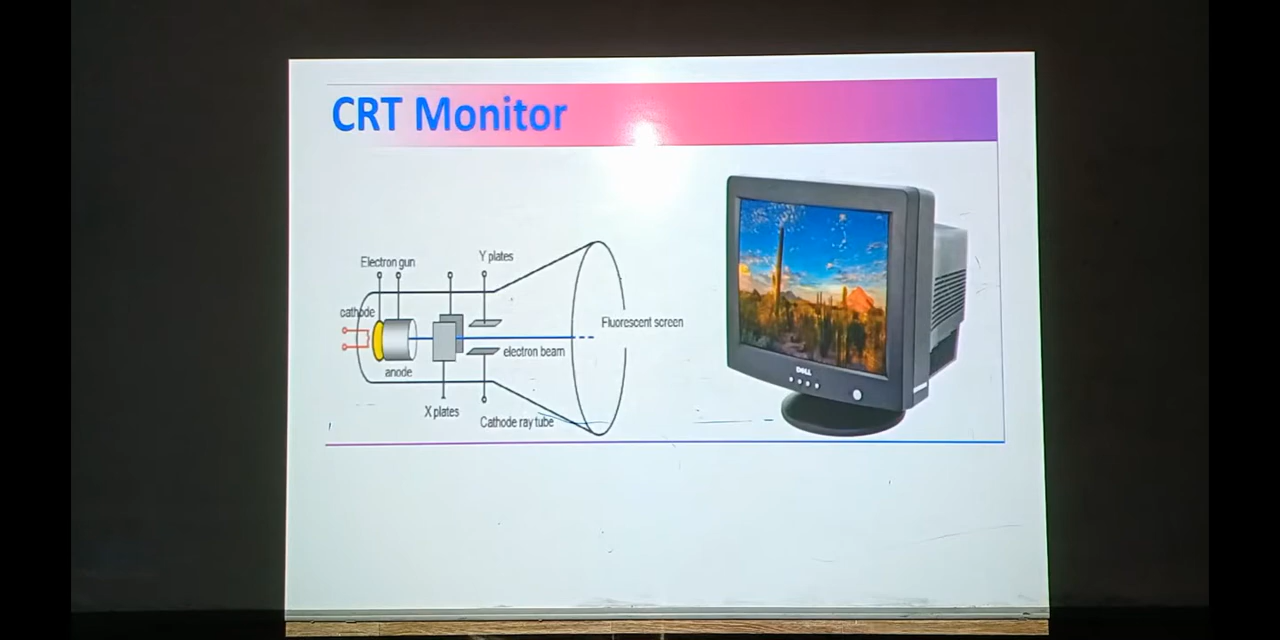 CRT Monitor
Electron gun
Y plates
cathode
Fluorescent screen
electron beam
anode
X plates
Cathode ray tube
DELL